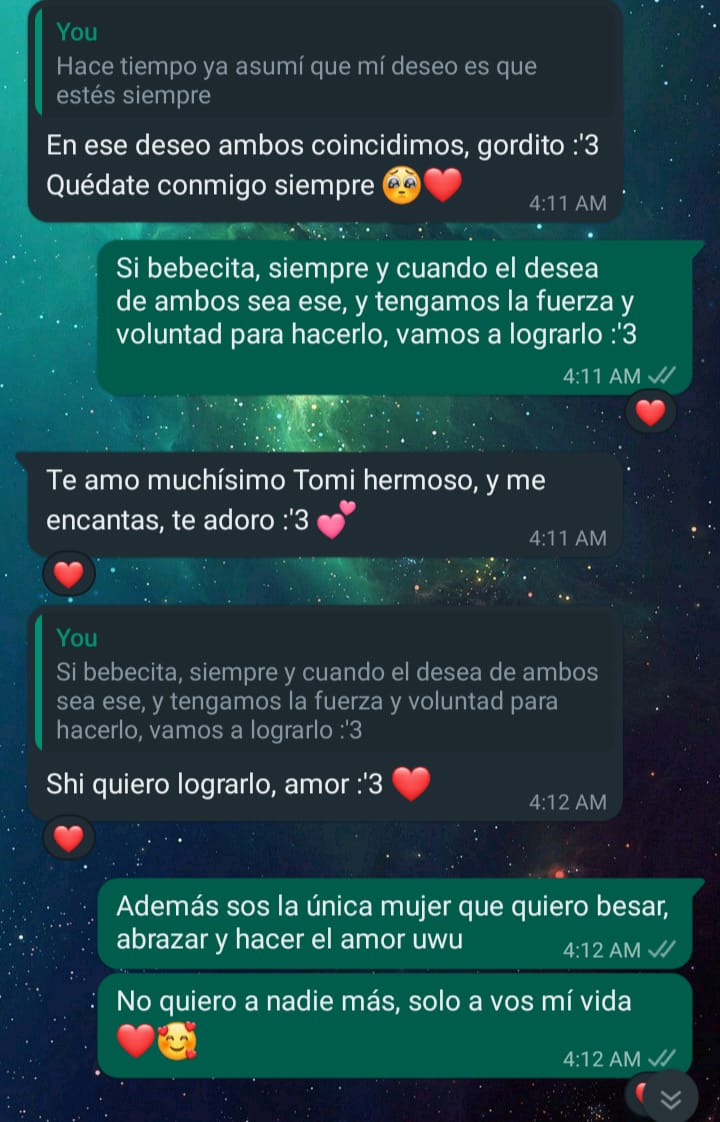 You
Hace tiempo ya asumí que mí deseo es que
estés siempre
En ese deseo ambos coincidimos, gordito :'3
Quédate conmigo siempre 🥺❤️
4:11 AM
Si bebecita, siempre y cuando el desea
de ambos sea ese, y tengamos la fuerza y
voluntad para hacerlo, vamos a lograrlo :'3
4:11 AM
Te amo muchísimo Tomi hermoso, y me
encantas, te adoro :'3 💕
4:11 AM
You
Si bebecita, siempre y cuando el desea de ambos
sea ese, y tengamos la fuerza y voluntad para
hacerlo, vamos a lograrlo :'3
Shi quiero lograrlo, amor :'3 ❤️
4:12 AM
Además sos la única mujer que quiero besar,
abrazar y hacer el amor uwu
4:12 AM
No quiero a nadie más, solo a vos mí vida
❤️🥰
4:12 AM